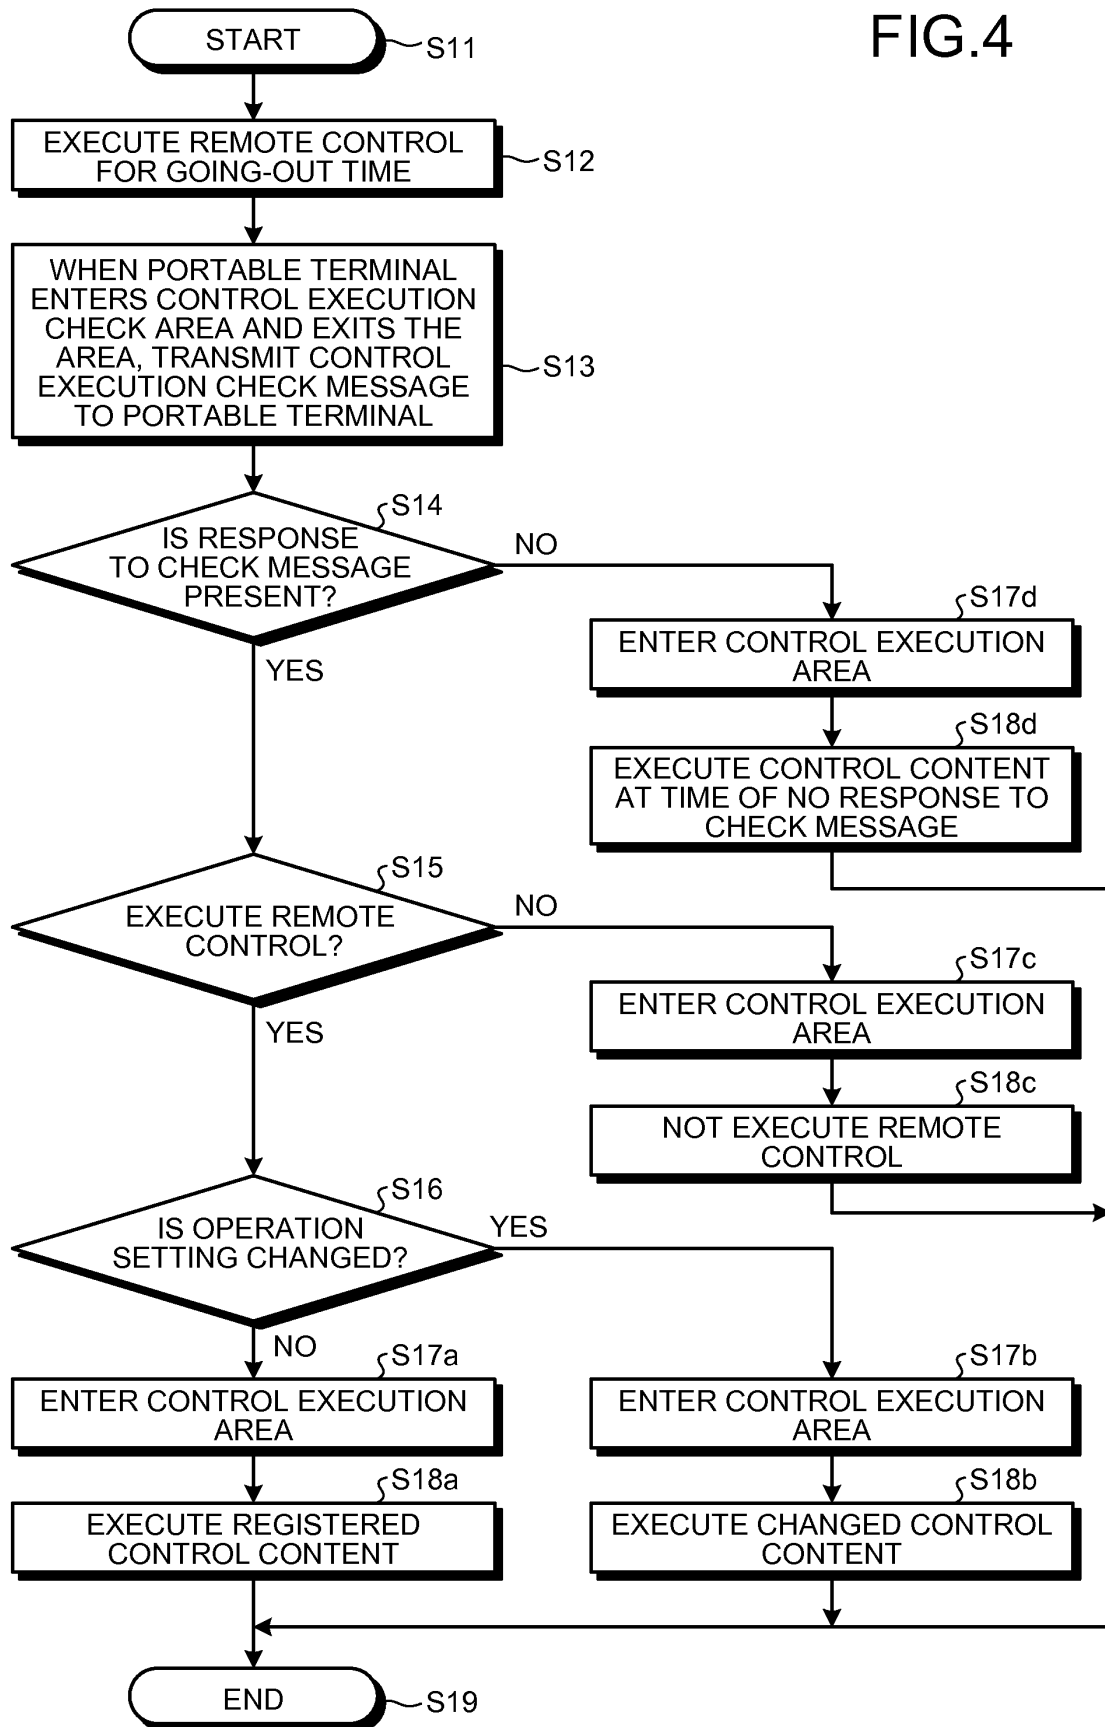 FIG.4
START
S11
EXECUTE REMOTE CONTROL
FOR GOING-OUT TIME
S12
WHEN PORTABLE TERMINAL
ENTERS CONTROL EXECUTION
CHECK AREA AND EXITS THE
AREA, TRANSMIT CONTROL
EXECUTION CHECK MESSAGE
TO PORTABLE TERMINAL
S13
S14
IS RESPONSE
TO CHECK MESSAGE
PRESENT?
NO
YES
S17d
ENTER CONTROL EXECUTION
AREA
S18d
EXECUTE CONTROL CONTENT
AT TIME OF NO RESPONSE TO
CHECK MESSAGE
S15
EXECUTE REMOTE
CONTROL?
NO
YES
S17c
ENTER CONTROL EXECUTION
AREA
S18c
NOT EXECUTE REMOTE
CONTROL
S16
IS OPERATION
SETTING CHANGED?
YES
NO
S17a
ENTER CONTROL EXECUTION
AREA
S17b
ENTER CONTROL EXECUTION
AREA
S18a
EXECUTE REGISTERED
CONTROL CONTENT
S18b
EXECUTE CHANGED CONTROL
CONTENT
END
S19